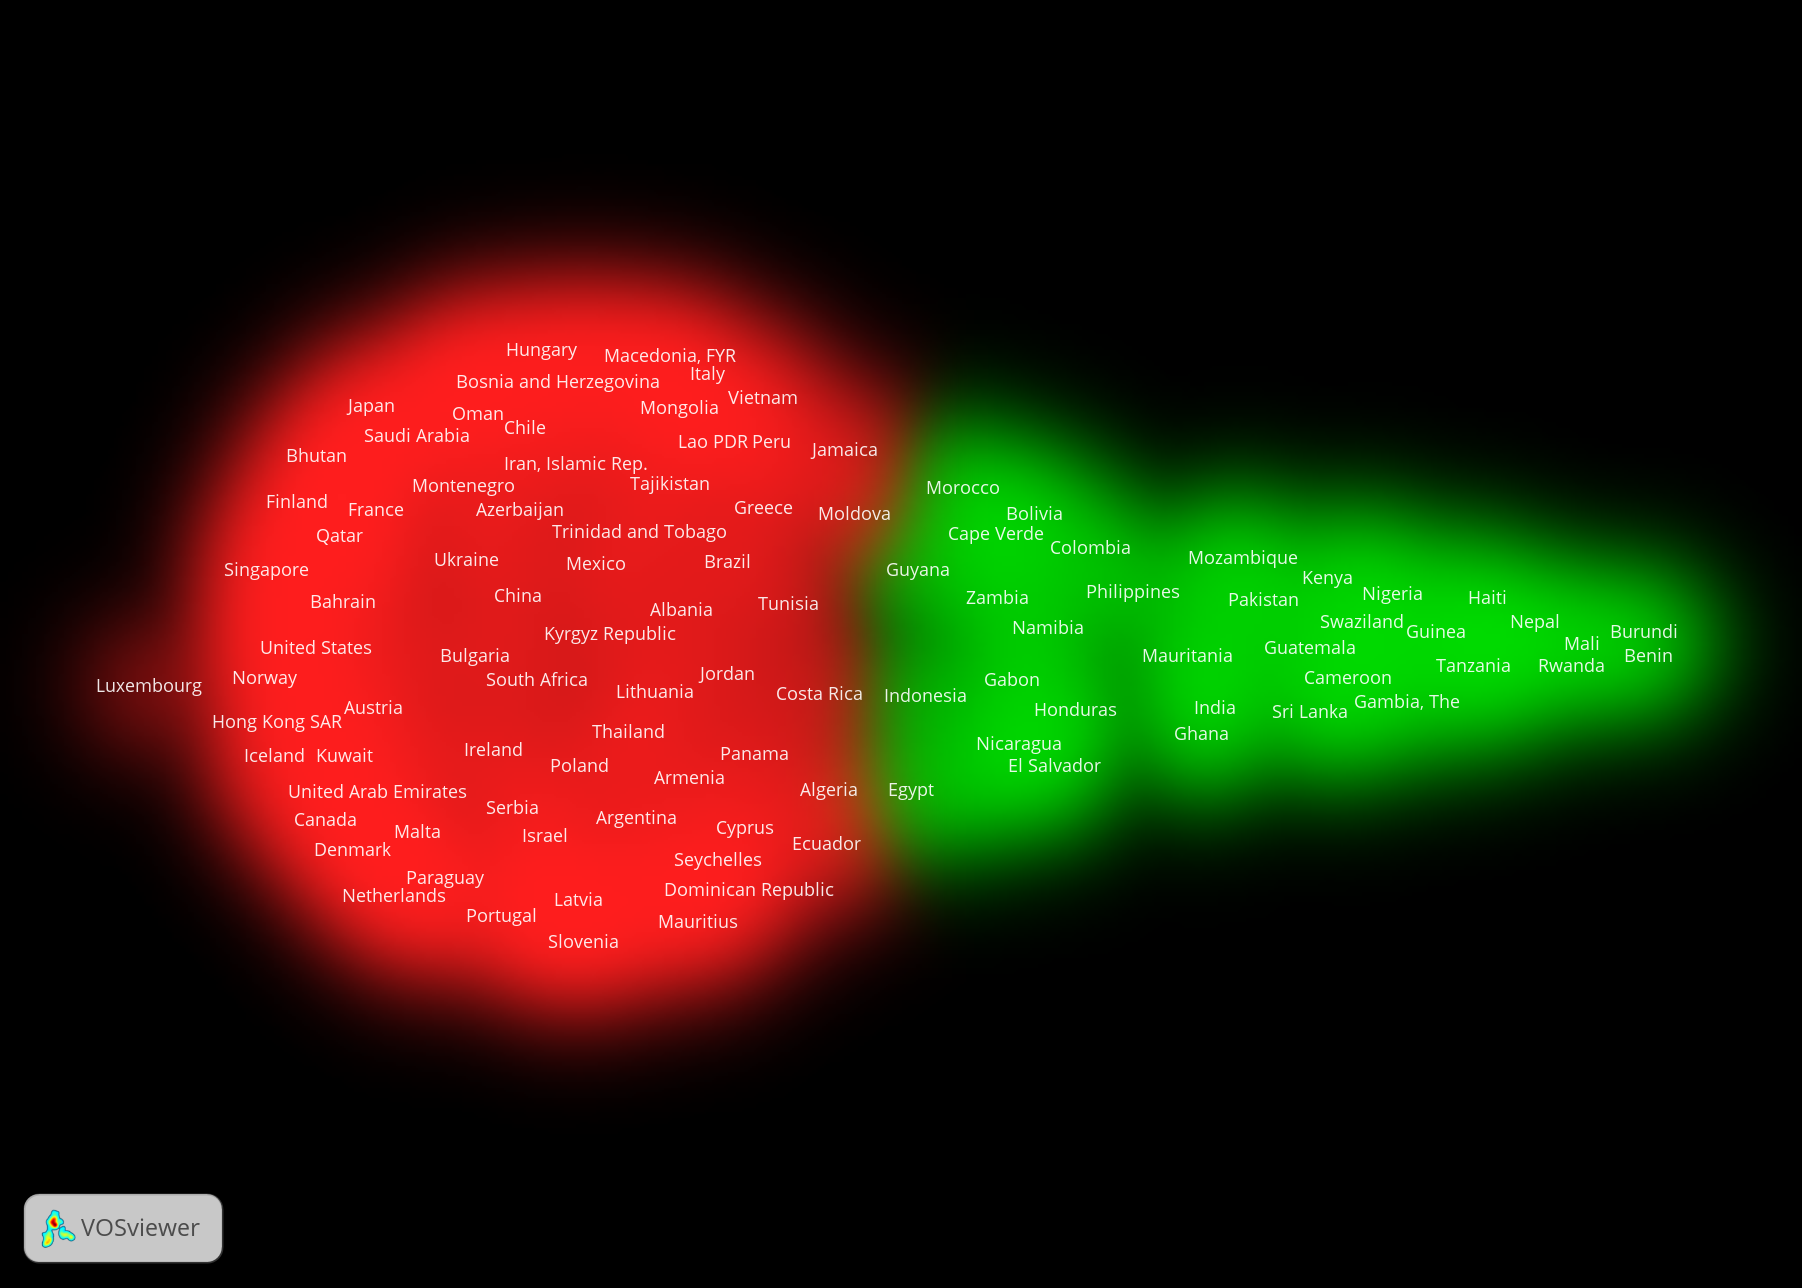 Hungary
Macedonia, FYR
Italy
Bosnia and Herzegovina
Vietnam
Japan
Mongolia
Oman
Chile
Saudi Arabia
Lao PDR
Peru
Jamaica
Bhutan
Iran, Islamic Rep.
Montenegro
Tajikistan
Morocco
Finland
France
Azerbaijan
Greece
Moldova
Bolivia
Qatar
Trinidad and Tobago
Cape Verde
Colombia
Ukraine
Mexico
Brazil
Mozambique
Singapore
Guyana
Kenya
China
Philippines
Nigeria
Haiti
Bahrain
Albania
Tunisia
Zambia
Pakistan
Swaziland
Nepal
Kyrgyz Republic
Namibia
Guinea
Burundi
United States
Guatemala
Mali
Bulgaria
Mauritania
Benin
Tanzania
Rwanda
Norway
South Africa
Jordan
Gabon
Cameroon
Luxembourg
Lithuania
Costa Rica
Indonesia
Gambia, The
Austria
Honduras
India
Sri Lanka
Hong Kong SAR
Thailand
Ghana
Iceland
Kuwait
Ireland
Panama
Nicaragua
Poland
El Salvador
Armenia
United Arab Emirates
Algeria
Egypt
Serbia
Canada
Argentina
Malta
Israel
Cyprus
Ecuador
Denmark
Seychelles
Paraguay
Dominican Republic
Netherlands
Latvia
Portugal
Mauritius
Slovenia
VOSviewer